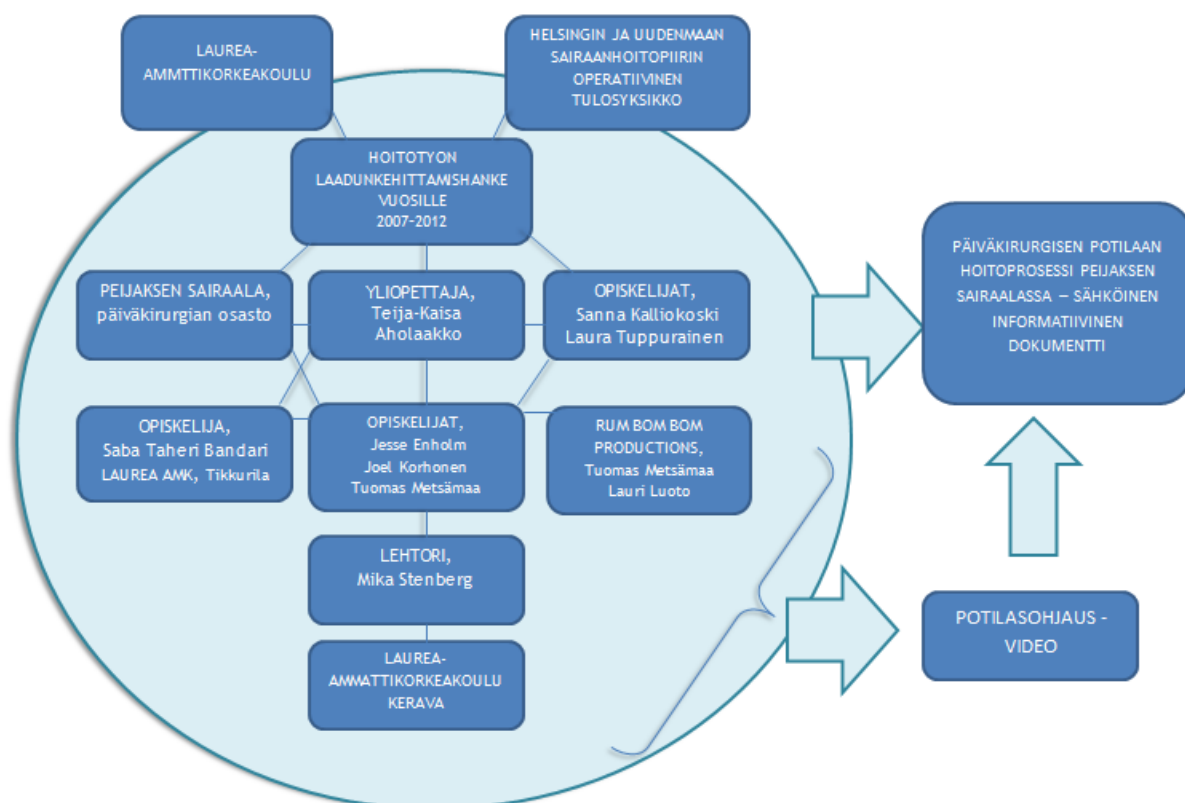 LAUREA-
AMMTTIKORKEAKOULU
HELSINGIN JA UUDENMAAN
SAIRAANHOITOPIIRIN
OPERATIIVINEN
TULOSYKSIKKO
HOITOTYON
LAADUNKEHITTAMISHANKE
VUOSILLE
2007-2012
PEIJAKSEN SAIRAALA,
päiväkirurgian osasto
YLIOPETTAJA,
Teija-Kaisa
Aholaakko
OPISKELIJAT,
Sanna Kalliokoski
Laura Tuppurainen
PÄIVÄKIRURGISEN POTILAAN
HOITOPROSESSI PEIJAKSEN
SAIRAALASSA – SÄHKÖINEN
INFORMATIIVINEN
DOKUMENTTI
OPISKELIJA,
Saba Taheri Bandari
LAUREA AMK, Tikkurila
OPISKELIJAT,
Jesse Enholm
Joel Korhonen
Tuomas Metsämaa
RUM BOM BOM
PRODUCTIONS,
Tuomas Metsämaa
Lauri Luoto
LEHTORI,
Mika Stenberg
POTILASOHJAUS -
VIDEO
LAUREA-
AMMATTIKORKEAKOULU
KERAVA